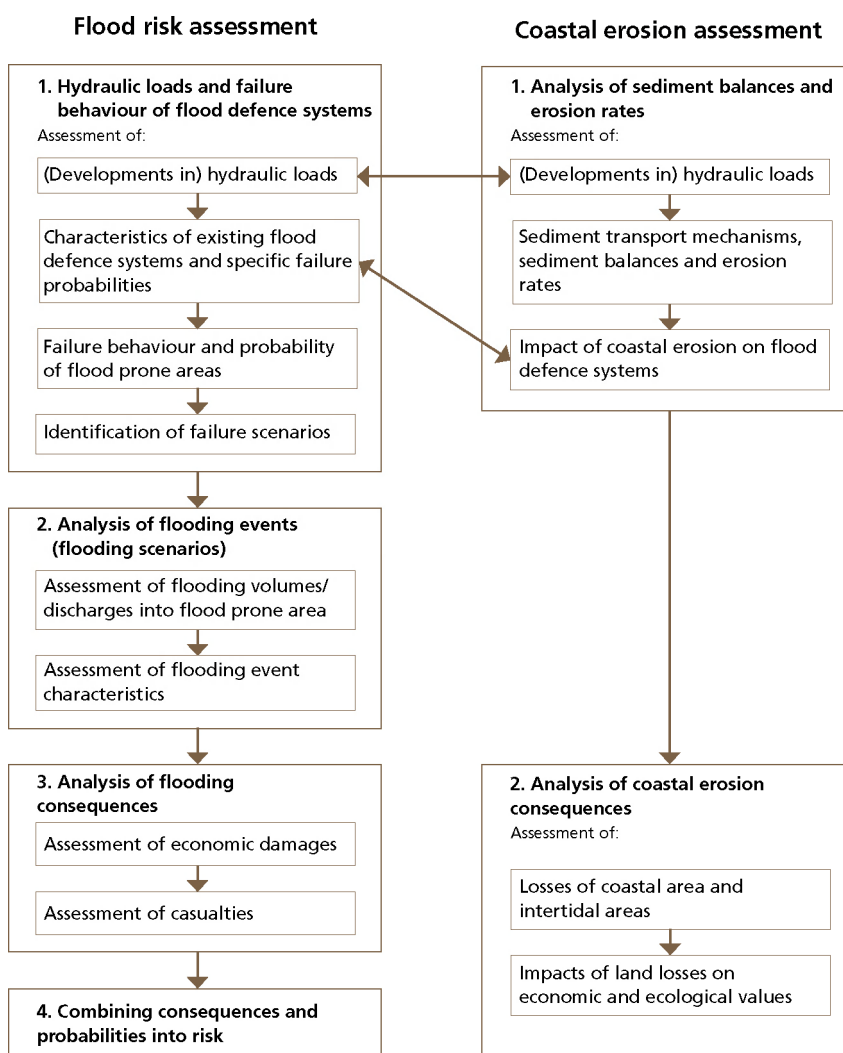 Flood risk assessment
1. Hydraulic loads and failure
behaviour of flood defence systems
Assessment of:
(Developments in) hydraulic loads
Characteristics of existing flood
defence systems and specific failure
probabilities
Failure behaviour and probability
of flood prone areas
Identification of failure scenarios
2. Analysis of flooding events
(flooding scenarios)
Assessment of flooding volumes/
discharges into flood prone area
Assessment of flooding event
characteristics
3. Analysis of flooding
consequences
Assessment of economic damages
Assessment of casualties
4. Combining consequences and
probabilities into risk
Coastal erosion assessment
1. Analysis of sediment balances and
erosion rates
Assessment of:
(Developments in) hydraulic loads
Sediment transport mechanisms,
sediment balances and erosion
rates
Impact of coastal erosion on flood
defence systems
2. Analysis of coastal erosion
consequences
Assessment of:
Losses of coastal area and
intertidal areas
Impacts of land losses on
economic and ecological values